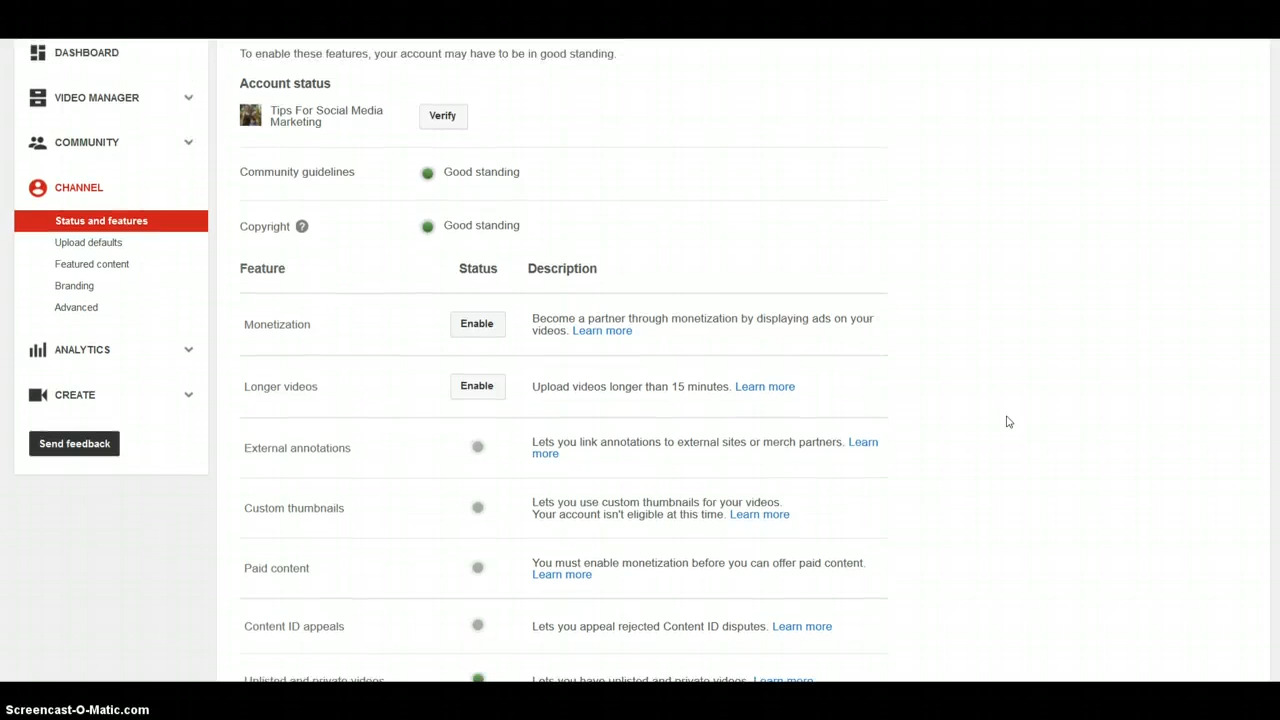 DASHBOARD
VIDEO MANAGER
COMMUNITY
CHANNEL
Status and features
Upload defaults
Featured content
Branding
Advanced
ANALYTICS
CREATE
Send feedback
To enable these features, your account may have to be in good standing.
Account status
Tips For Social Media
Marketing
Verify
Community guidelines
Good standing
Copyright ?
Good standing
Feature Status Description
Monetization
Enable
Become a partner through monetization by displaying ads on your
videos. Learn more
Longer videos
Enable
Upload videos longer than 15 minutes. Learn more
External annotations
Lets you link annotations to external sites or merch partners. Learn
more
Custom thumbnails
Lets you use custom thumbnails for your videos.
Your account isn't eligible at this time. Learn more
Paid content
You must enable monetization before you can offer paid content.
Learn more
Content ID appeals
Lets you appeal rejected Content ID disputes. Learn more
Unlisted and private videos
Lets you have unlisted and private videos. Learn more
Screencast-O-Matic.com